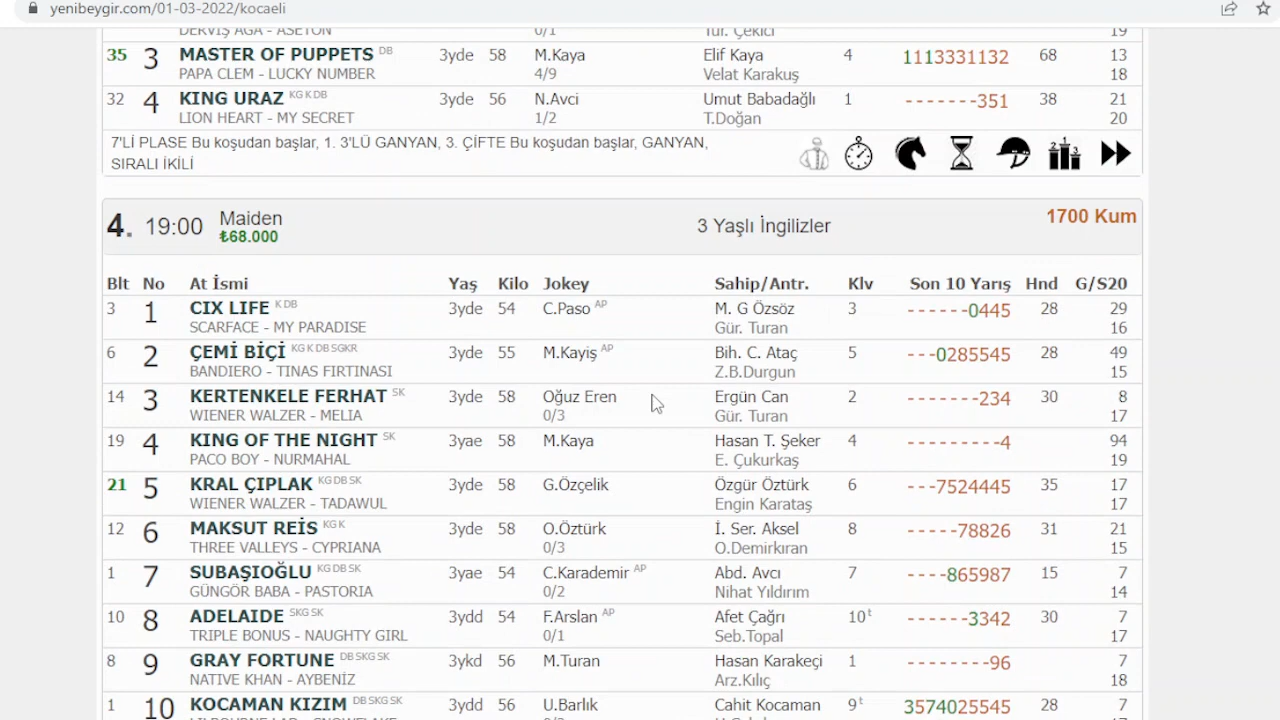 yenibeygir.com/01-03-2022/kocaeli
DERVİŞ AĞA - ASETON 0/1 Tur. Çekici 19
35 3 MASTER OF PUPPETS DB 3yde 58 M.Kaya Elif Kaya 4 1113331132 68 13
PAPA CLEM - LUCKY NUMBER 4/9 Velat Karakuş 18
32 4 KING URAZ KG K DB 3yde 56 N.Avci Umut Babadağlı 1 -------351 38 21
LION HEART - MY SECRET 1/2 T.Doğan 20
7'Lİ PLASE Bu koşudan başlar, 1. 3'LÜ GANYAN, 3. ÇİFTE Bu koşudan başlar, GANYAN,
SIRALI İKİLİ
4. 19:00 Maiden 3 Yaşlı İngilizler 1700 Kum
₺68.000
Blt No At İsmi Yaş Kilo Jokey Sahip/Antr. Klv Son 10 Yarış Hnd G/S20
3 1 CIX LIFE K DB 3yde 54 C.Paso AP M. G Özsöz 3 ------0445 28 29
SCARFACE - MY PARADISE Gür. Turan 16
6 2 ÇEMİ BİÇİ KG K DB SGKR 3yde 55 M.Kayiş AP Bih. C. Ataç 5 ---0285545 28 49
BANDIERO - TINAS FIRTINASI Z.B.Durgun 15
14 3 KERTENKELE FERHAT SK 3yde 58 Oğuz Eren Ergün Can 2 -------234 30 8
WIENER WALZER - MELIA 0/3 Gür. Turan 17
19 4 KING OF THE NIGHT SK 3yae 58 M.Kaya Hasan T. Şeker 4 ---------4 94
PACO BOY - NURMAHAL E. Çukurkaş 19
21 5 KRAL ÇIPLAK KG DB SK 3yde 58 G.Özçelik Özgür Öztürk 6 ---7524445 35 17
WIENER WALZER - TADAWUL Engin Karataş 17
12 6 MAKSUT REİS KG K 3yde 58 O.Öztürk İ. Ser. Aksel 8 -----78826 31 21
THREE VALLEYS - CYPRIANA 0/3 O.Demirkıran 15
1 7 SUBAŞIOĞLU KG DB SK 3yae 54 C.Karademir AP Abd. Avcı 7 ----865987 15 7
GÜNGÖR BABA - PASTORIA 0/2 Nihat Yıldırım 14
10 8 ADELAIDE SKG SK 3ydd 54 F.Arslan AP Afet Çağrı 10t ------3342 30 7
TRIPLE BONUS - NAUGHTY GIRL 0/1 Seb.Topal 17
8 9 GRAY FORTUNE DB SKG SK 3ykd 56 M.Turan Hasan Karakeçi 1 --------96 7
NATIVE KHAN - AYBENİZ Arz.Kılıç 18
1 10 KOCAMAN KIZIM DB SKG SK 3ydd 56 U.Barlık Cahit Kocaman 9t 3574025545 28 7